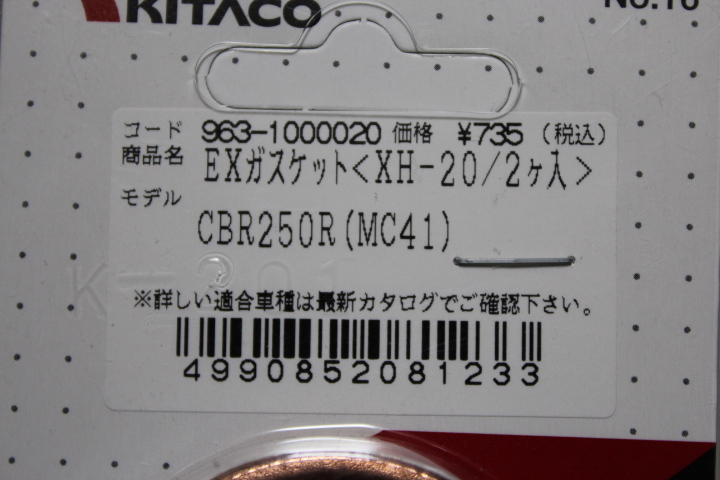 KITACO
No.16
コード 963-1000020 価格 ¥735 (税込)
商品名 EXガスケット<XH-20/2ヶ入>
モデル
CBR250R(MC41)
※詳しい適合車種は最新カタログでご確認下さい。
4990852081233